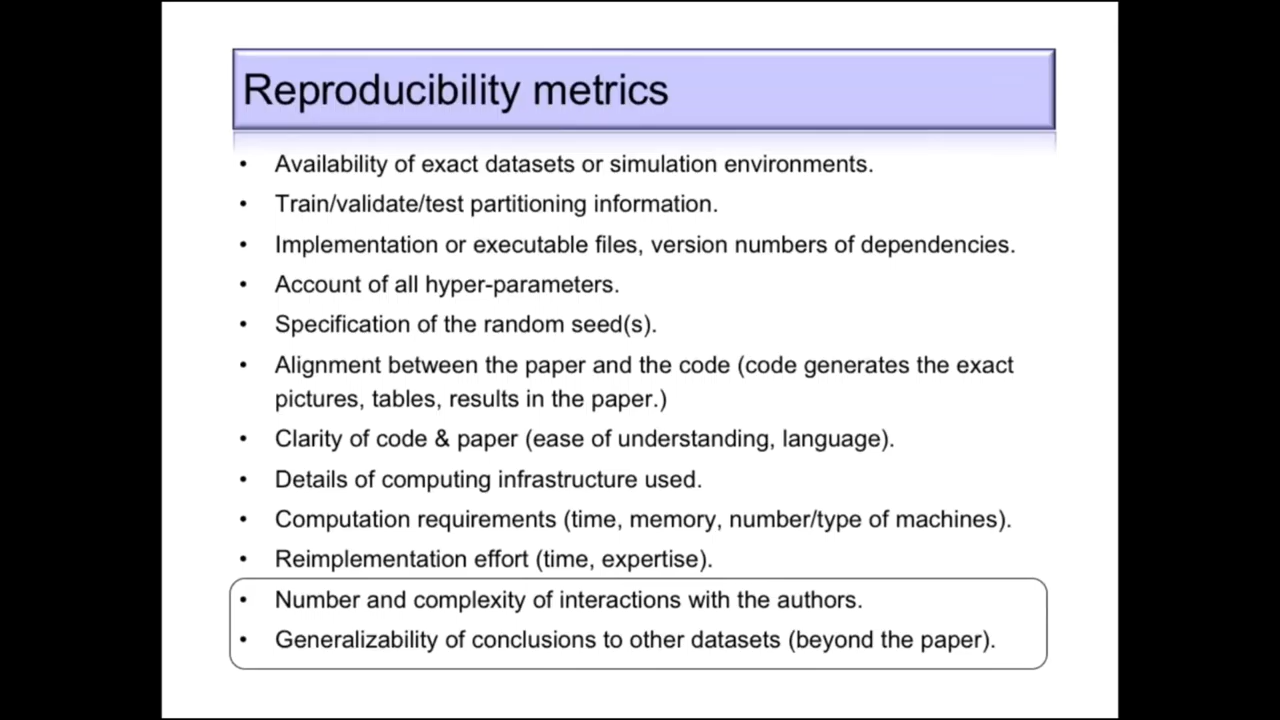 Reproducibility metrics
• Availability of exact datasets or simulation environments.
• Train/validate/test partitioning information.
• Implementation or executable files, version numbers of dependencies.
• Account of all hyper-parameters.
• Specification of the random seed(s).
• Alignment between the paper and the code (code generates the exact
pictures, tables, results in the paper.)
• Clarity of code & paper (ease of understanding, language).
• Details of computing infrastructure used.
• Computation requirements (time, memory, number/type of machines).
• Reimplementation effort (time, expertise).
• Number and complexity of interactions with the authors.
• Generalizability of conclusions to other datasets (beyond the paper).